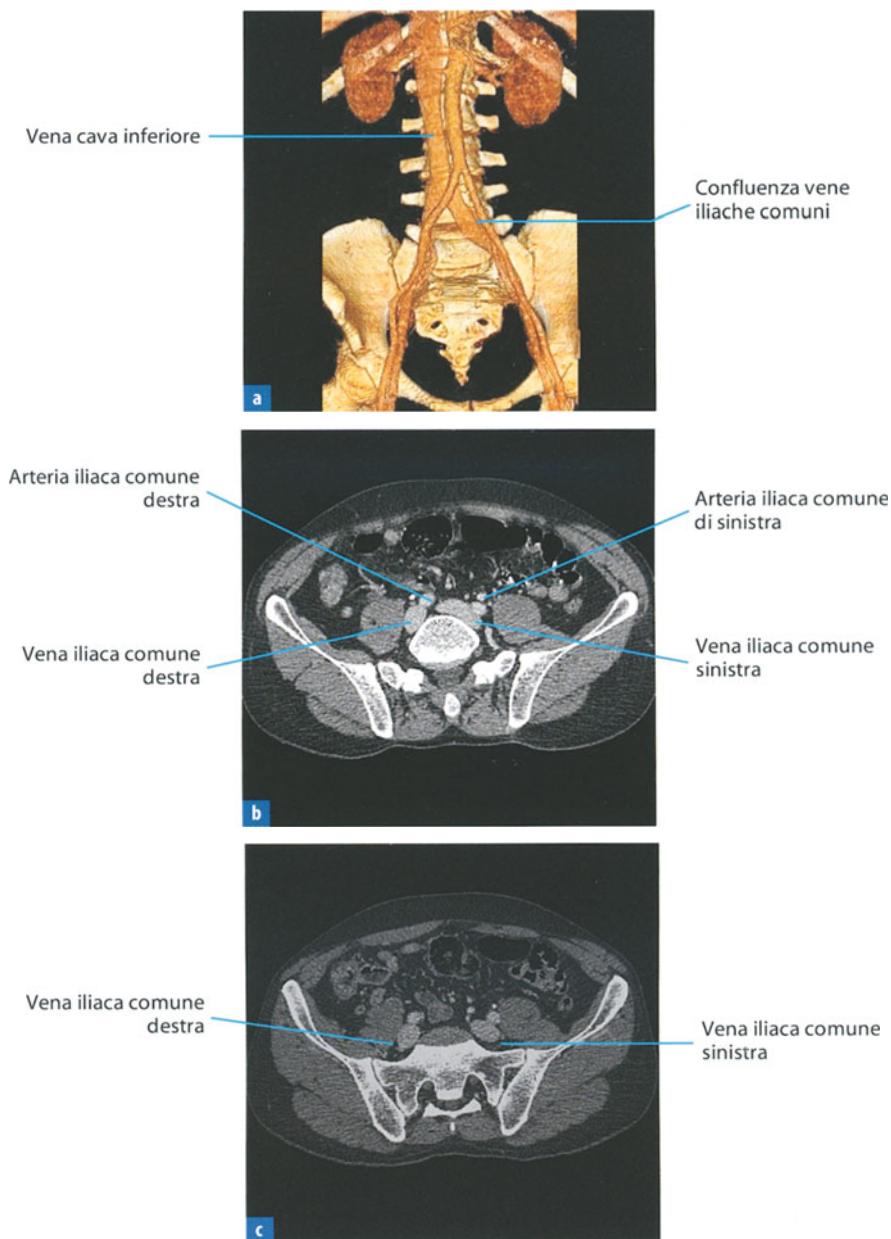 Vena cava inferiore
Confluenza vene
iliache comuni
a
Arteria iliaca comune
destra
Arteria iliaca comune
di sinistra
Vena iliaca comune
destra
Vena iliaca comune
sinistra
b
Vena iliaca comune
destra
Vena iliaca comune
sinistra
c